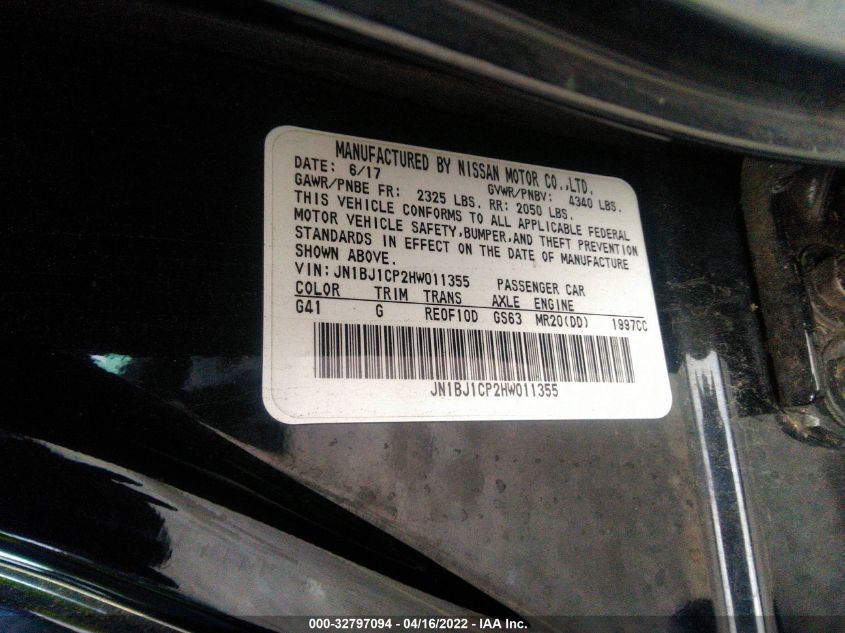 MANUFACTURED BY NISSAN MOTOR CO.,LTD.
DATE: 6/17 GVWR/PNBV: 4340 LBS.
GAWR/PNBE FR: 2325 LBS. RR: 2050 LBS.
THIS VEHICLE CONFORMS TO ALL APPLICABLE FEDERAL
MOTOR VEHICLE SAFETY,BUMPER,AND THEFT PREVENTION
STANDARDS IN EFFECT ON THE DATE OF MANUFACTURE
SHOWN ABOVE.
VIN:JN1BJ1CP2HW011355 PASSENGER CAR
COLOR TRIM TRANS AXLE ENGINE
G41 G RE0F10D GS63 MR20(DD) 1997CC
JN1BJ1CP2HW011355
000-32797094 - 04/16/2022 - IAA Inc.